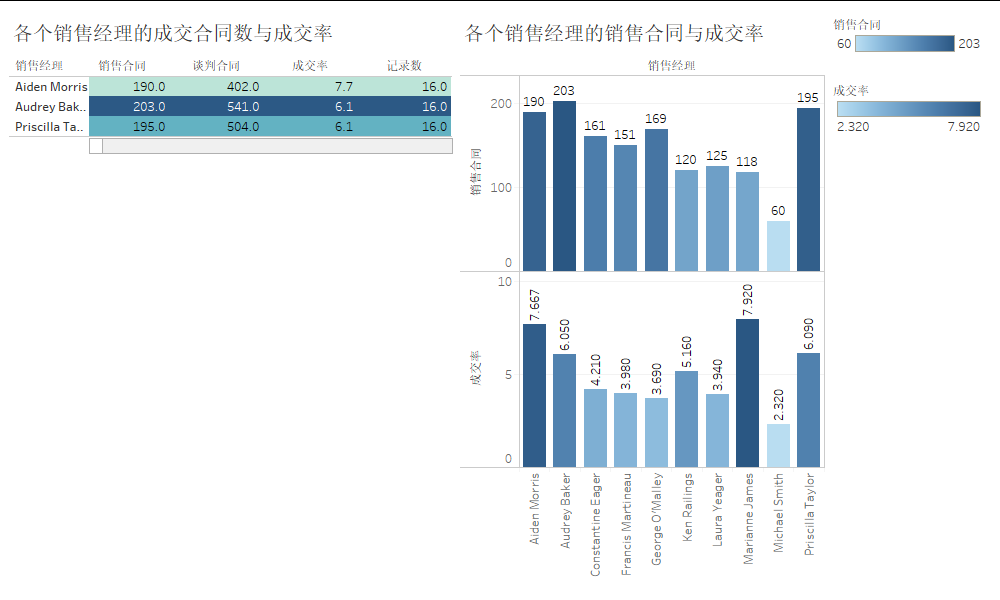 各个销售经理的成交合同数与成交率
销售经理 销售合同 谈判合同 成交率 记录数
Aiden Morris 190.0 402.0 7.7 16.0
Audrey Bak.. 203.0 541.0 6.1 16.0
Priscilla Ta.. 195.0 504.0 6.1 16.0
各个销售经理的销售合同与成交率
销售经理
销售合同
200
100
0
190 203 161 151 169 120 125 118 60 195
成交率
10
5
0
7.667 6.050 4.210 3.980 3.690 5.160 3.940 7.920 2.320 6.090
Aiden Morris
Audrey Baker
Constantine Eager
Francis Martineau
George O'Malley
Ken Railings
Laura Yeager
Marianne James
Michael Smith
Priscilla Taylor
销售合同
60 203
成交率
2.320 7.920